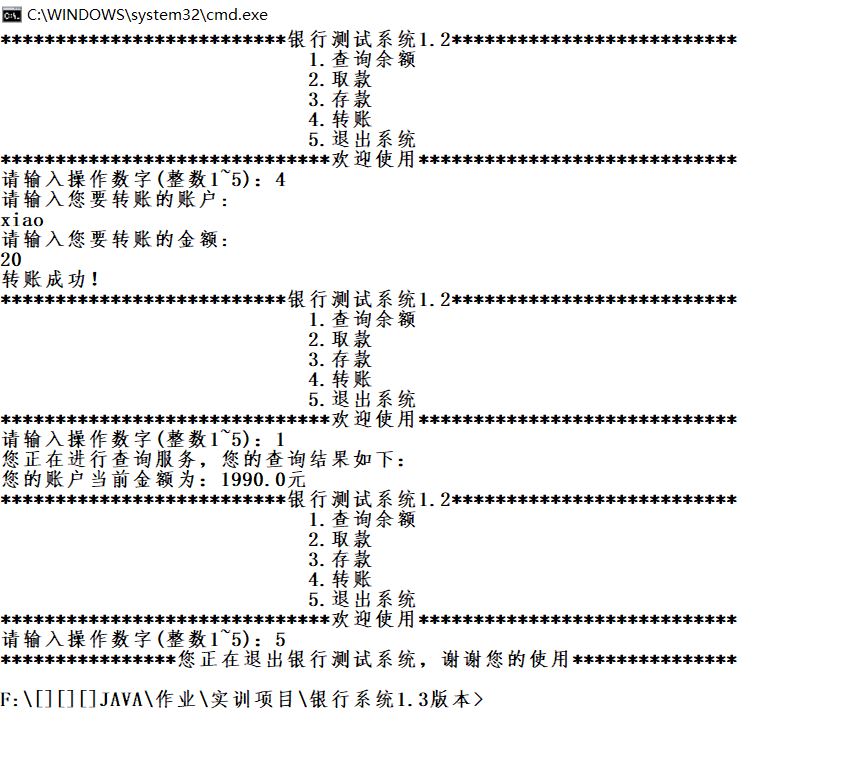 C:\WINDOWS\system32\cmd.exe
**************************银行测试系统1.2**************************
1.查询余额
2.取款
3.存款
4.转账
5.退出系统
******************************欢迎使用*****************************
请输入操作数字(整数1~5): 4
请输入您要转账的账户:
xiao
请输入您要转账的金额:
20
转账成功!
**************************银行测试系统1.2**************************
1.查询余额
2.取款
3.存款
4.转账
5.退出系统
******************************欢迎使用*****************************
请输入操作数字(整数1~5): 1
您正在进行查询服务, 您的查询结果如下:
您的账户当前金额为: 1990.0元
**************************银行测试系统1.2**************************
1.查询余额
2.取款
3.存款
4.转账
5.退出系统
******************************欢迎使用*****************************
请输入操作数字(整数1~5): 5
****************您正在退出银行测试系统, 谢谢您的使用***************
F:\[][][]JAVA\作业\实训项目\银行系统1.3版本>